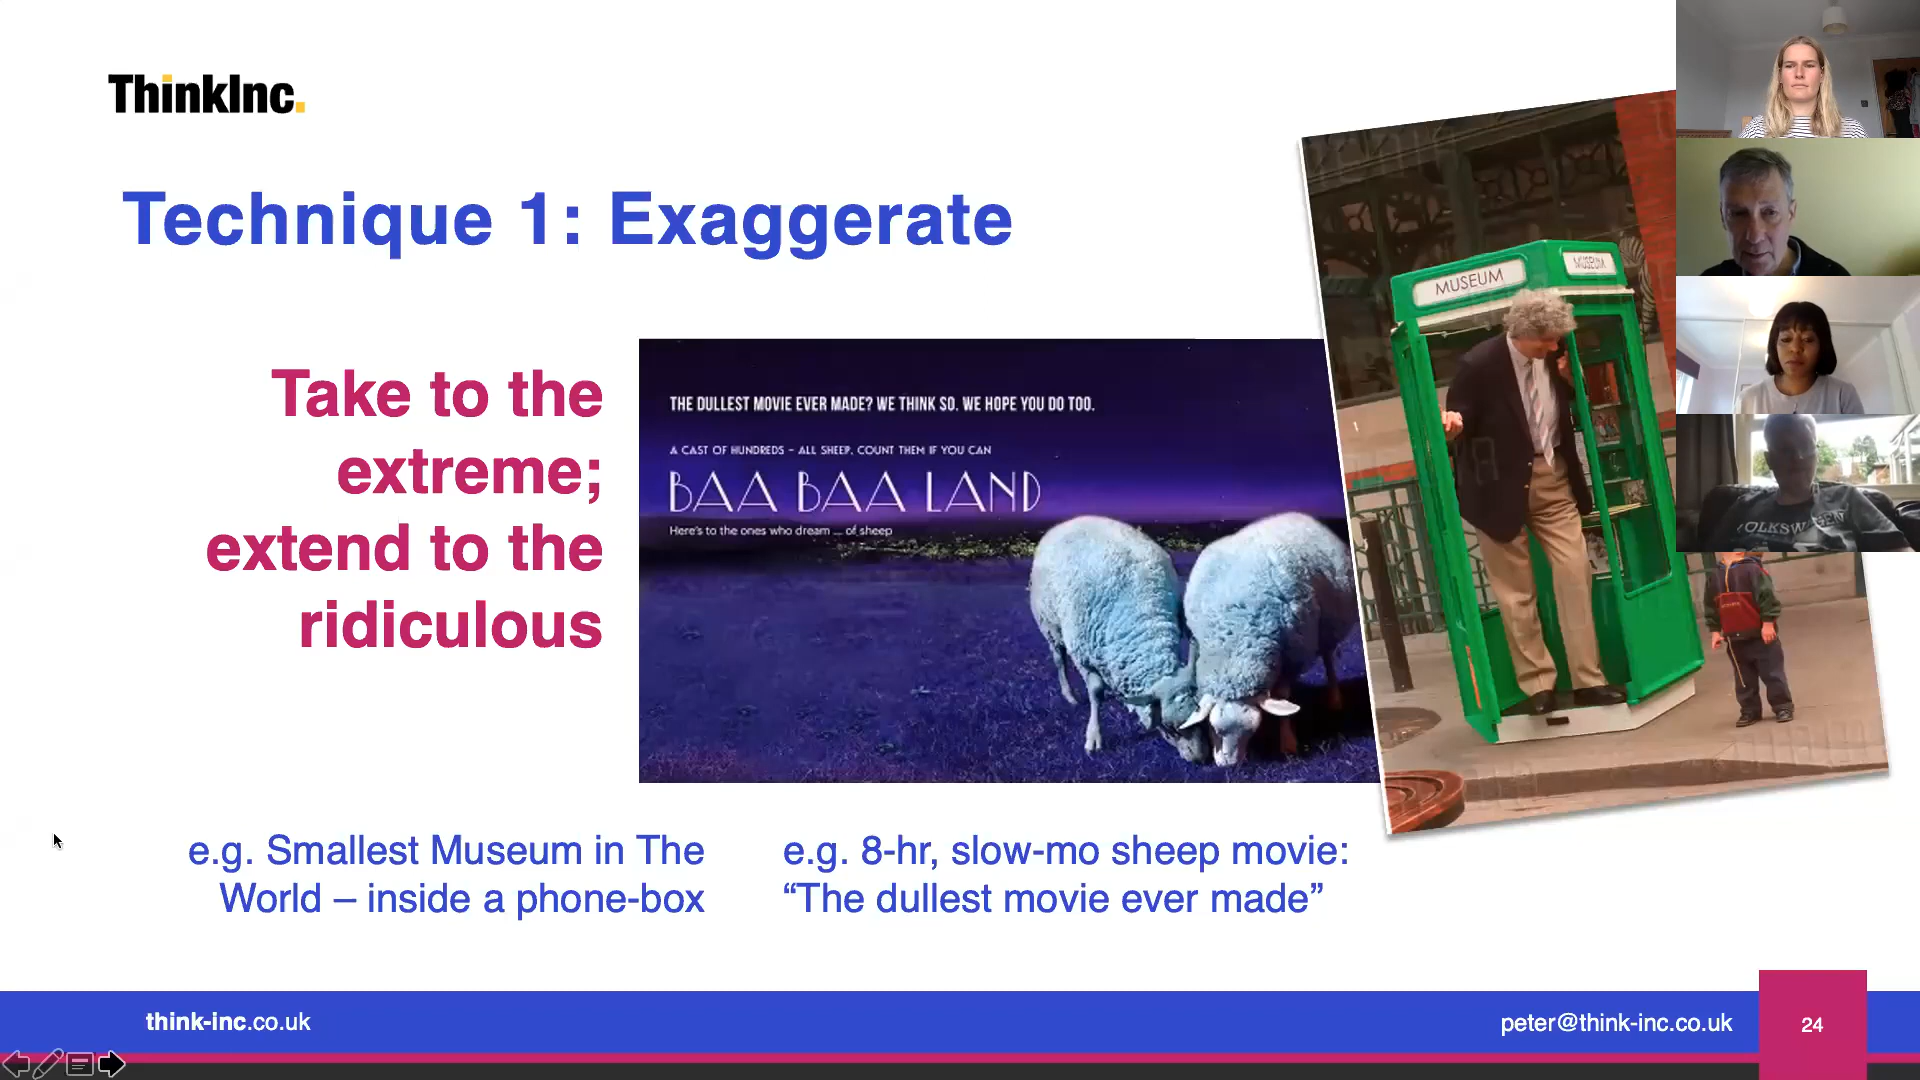 ThinkInc.
Technique 1: Exaggerate
Take to the
extreme;
extend to the
ridiculous
THE DULLEST MOVIE EVER MADE? WE THINK SO. WE HOPE YOU DO TOO.
A CAST OF HUNDREDS – ALL SHEEP. COUNT THEM IF YOU CAN
BAA BAA LAND
Here's to the ones who dream ... of sheep
MUSEUM
MUSEUM
OLKSWAGEN
e.g. Smallest Museum in The
World – inside a phone-box
e.g. 8-hr, slow-mo sheep movie:
“The dullest movie ever made”
think-inc.co.uk
peter@think-inc.co.uk
24